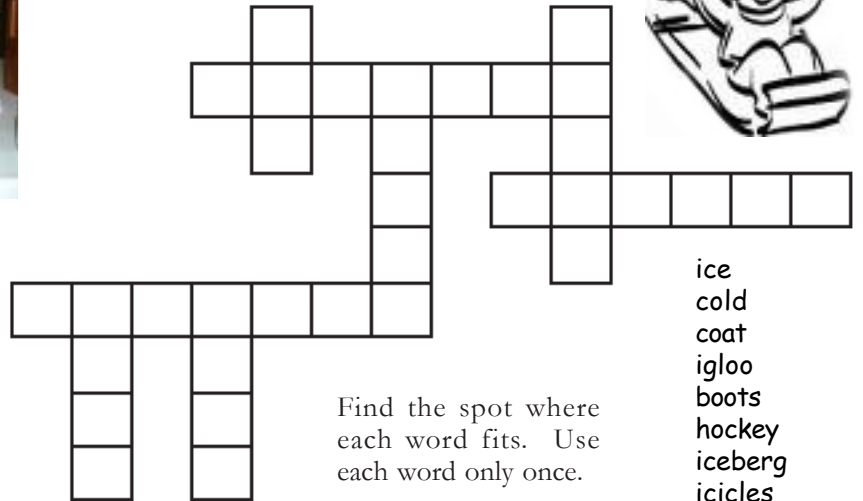 Find the spot where
each word fits. Use
each word only once.
ice
cold
coat
igloo
boots
hockey
iceberg
icicles